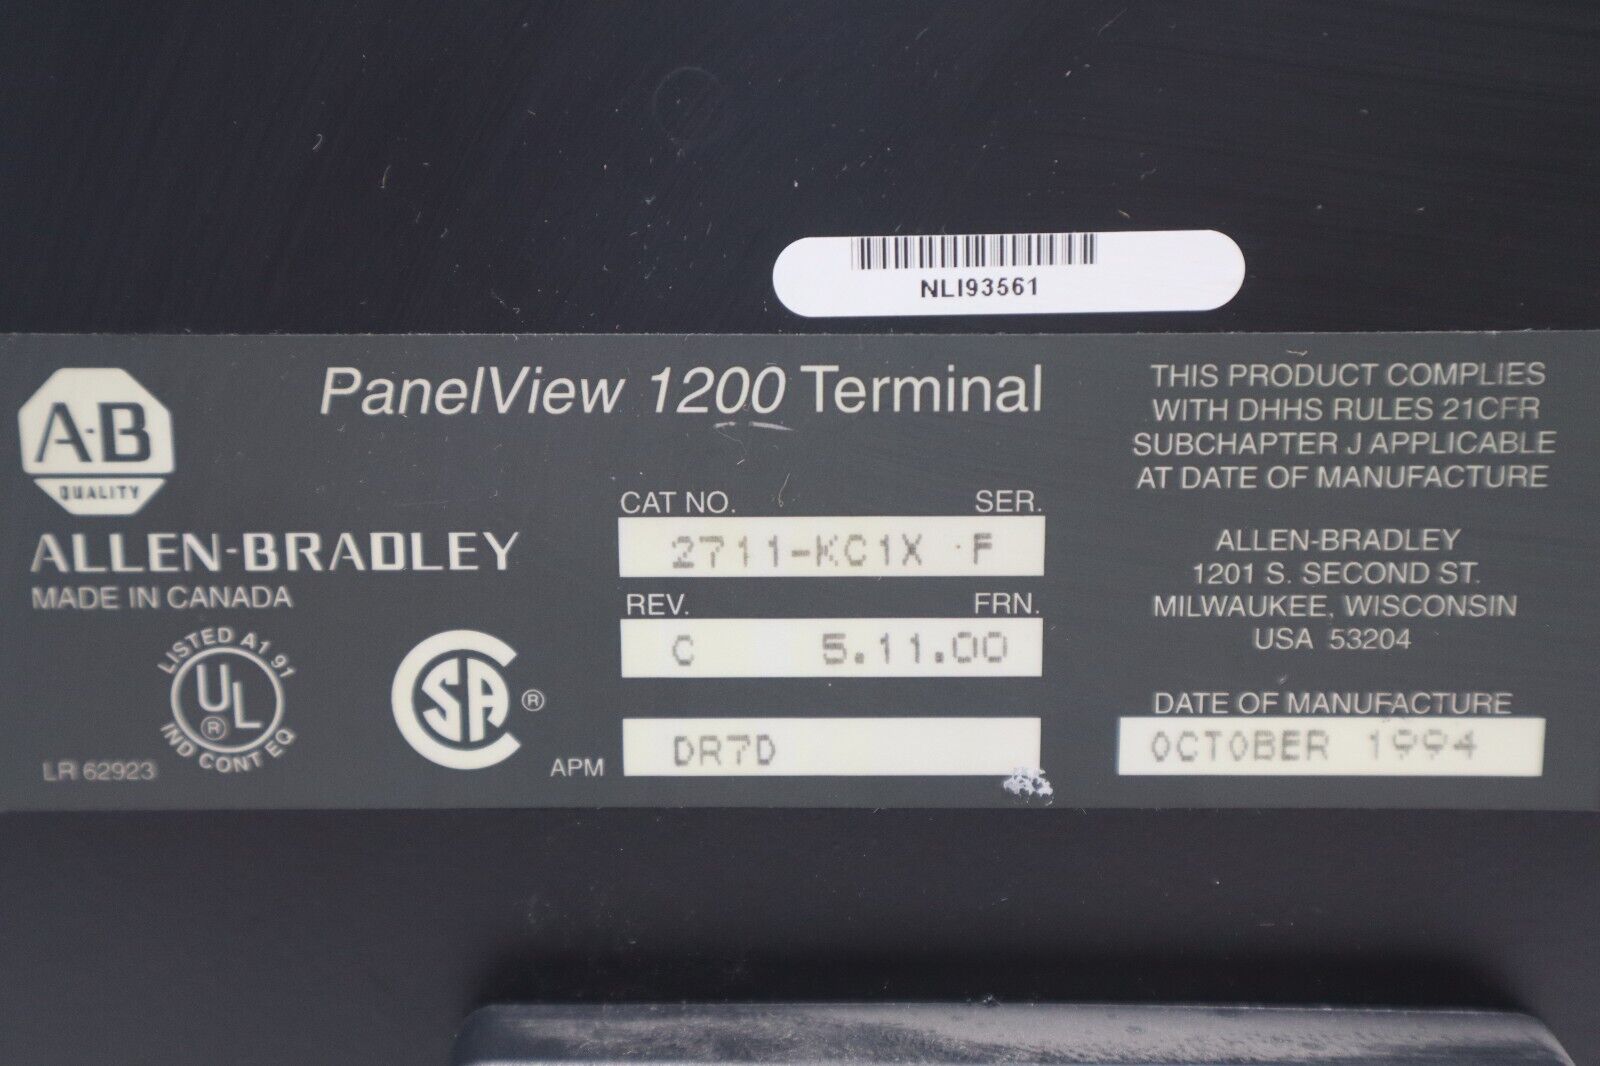 NLI93561
A-B
QUALITY
ALLEN-BRADLEY
MADE IN CANADA
LISTED A191
UL
®
IND CONT EQ
LR 62923
SA ®
PanelView 1200 Terminal
CAT NO. SER.
2711-KC1X F
REV. FRN.
C 5.11.00
APM DR7D
THIS PRODUCT COMPLIES
WITH DHHS RULES 21CFR
SUBCHAPTER J APPLICABLE
AT DATE OF MANUFACTURE
ALLEN-BRADLEY
1201 S. SECOND ST.
MILWAUKEE, WISCONSIN
USA 53204
DATE OF MANUFACTURE
OCTOBER 1994